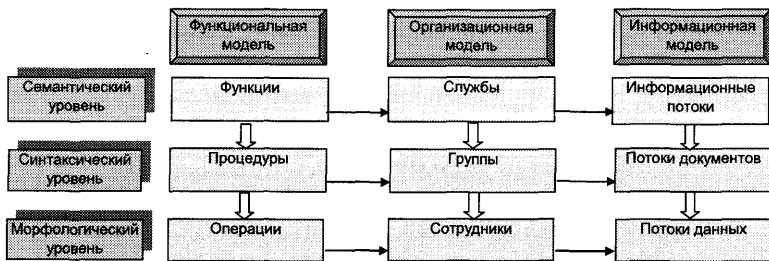 Функциональная модель
Организационная модель
Информационная модель
Семантический уровень
Функции
Службы
Информационные потоки
Синтаксический уровень
Процедуры
Группы
Потоки документов
Морфологический уровень
Операции
Сотрудники
Потоки данных